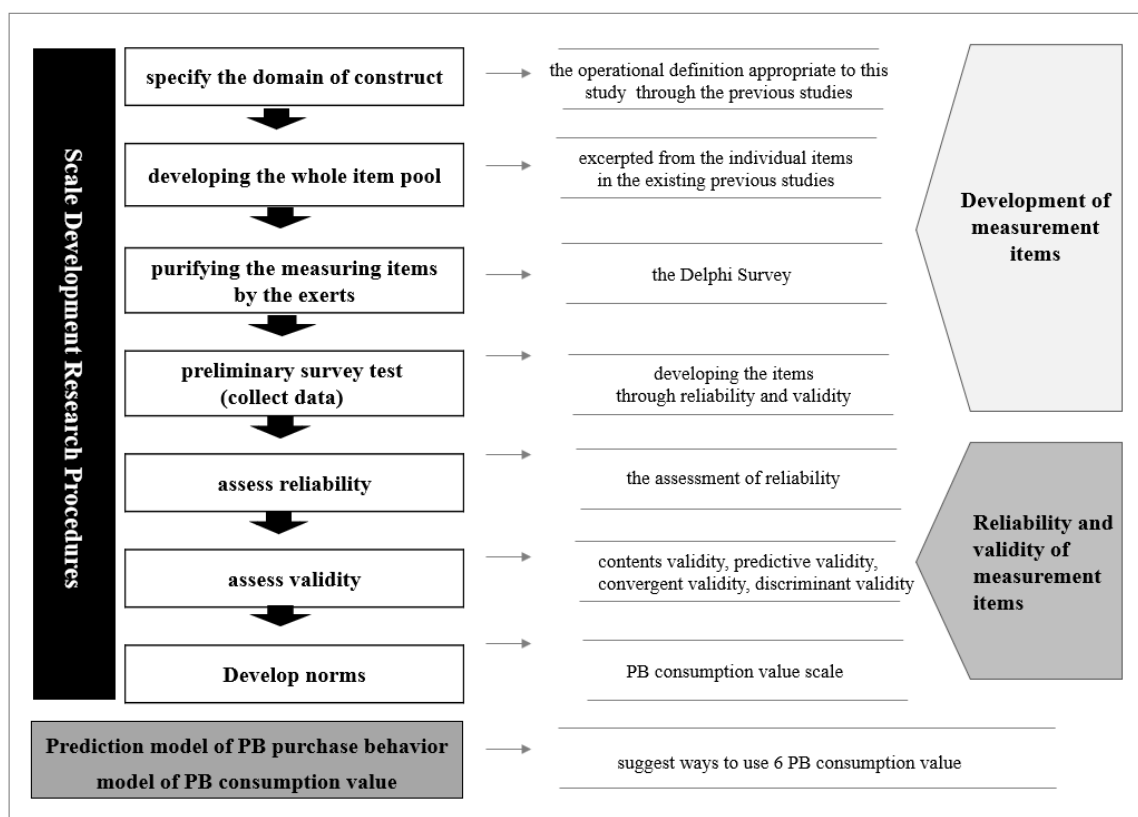 Scale Development Research Procedures
specify the domain of construct
the operational definition appropriate to this
study through the previous studies
developing the whole item pool
excerpted from the individual items
in the existing previous studies
Development of
measurement
items
purifying the measuring items
by the exerts
the Delphi Survey
preliminary survey test
(collect data)
developing the items
through reliability and validity
assess reliability
the assessment of reliability
Reliability and
validity of
measurement
items
assess validity
contents validity, predictive validity,
convergent validity, discriminant validity
Develop norms
PB consumption value scale
Prediction model of PB purchase behavior
model of PB consumption value
suggest ways to use 6 PB consumption value